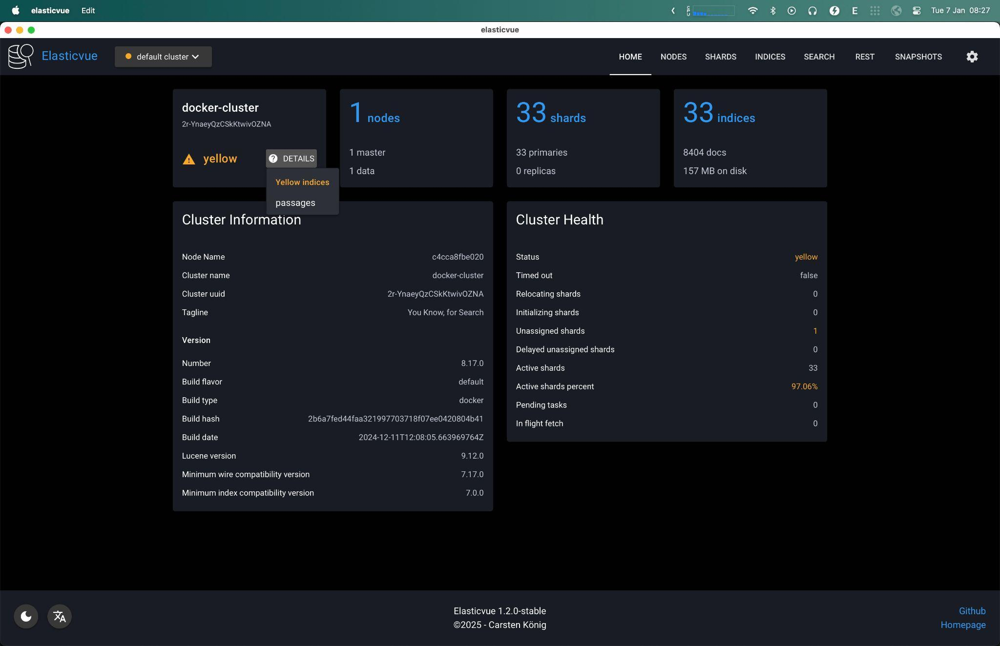 elasticvue Edit
CPU
E
Tue 7 Jan 08:27
elasticvue
Elasticvue
default cluster
HOME NODES SHARDS INDICES SEARCH REST SNAPSHOTS
docker-cluster
2r-YnaeyQzCSkKtwivOZNA
yellow
DETAILS
Yellow indices
passages
1 nodes
1 master
1 data
33 shards
33 primaries
0 replicas
33 indices
8404 docs
157 MB on disk
Cluster Information
Node Name c4cca8fbe020
Cluster name docker-cluster
Cluster uuid 2r-YnaeyQzCSkKtwivOZNA
Tagline You Know, for Search
Version
Number 8.17.0
Build flavor default
Build type docker
Build hash 2b6a7fed44faa321997703718f07ee0420804b41
Build date 2024-12-11T12:08:05.663969764Z
Lucene version 9.12.0
Minimum wire compatibility version 7.17.0
Minimum index compatibility version 7.0.0
Cluster Health
Status yellow
Timed out false
Relocating shards 0
Initializing shards 0
Unassigned shards 1
Delayed unassigned shards 0
Active shards 33
Active shards percent 97.06%
Pending tasks 0
In flight fetch 0
Elasticvue 1.2.0-stable
©2025 - Carsten König
Github
Homepage